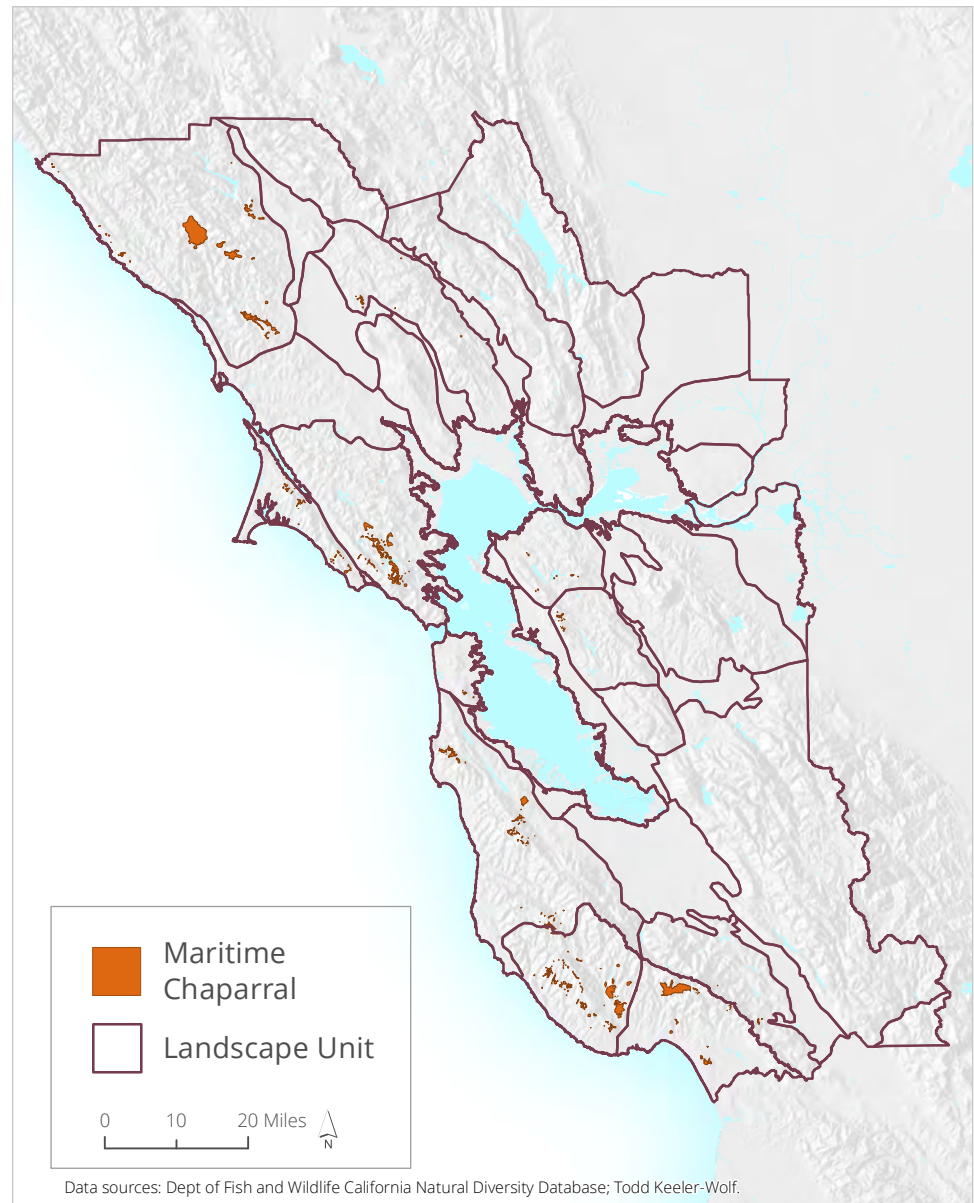 Maritime
Chaparral
Landscape Unit
0 10 20 Miles
N
Data sources: Dept of Fish and Wildlife California Natural Diversity Database; Todd Keeler-Wolf.